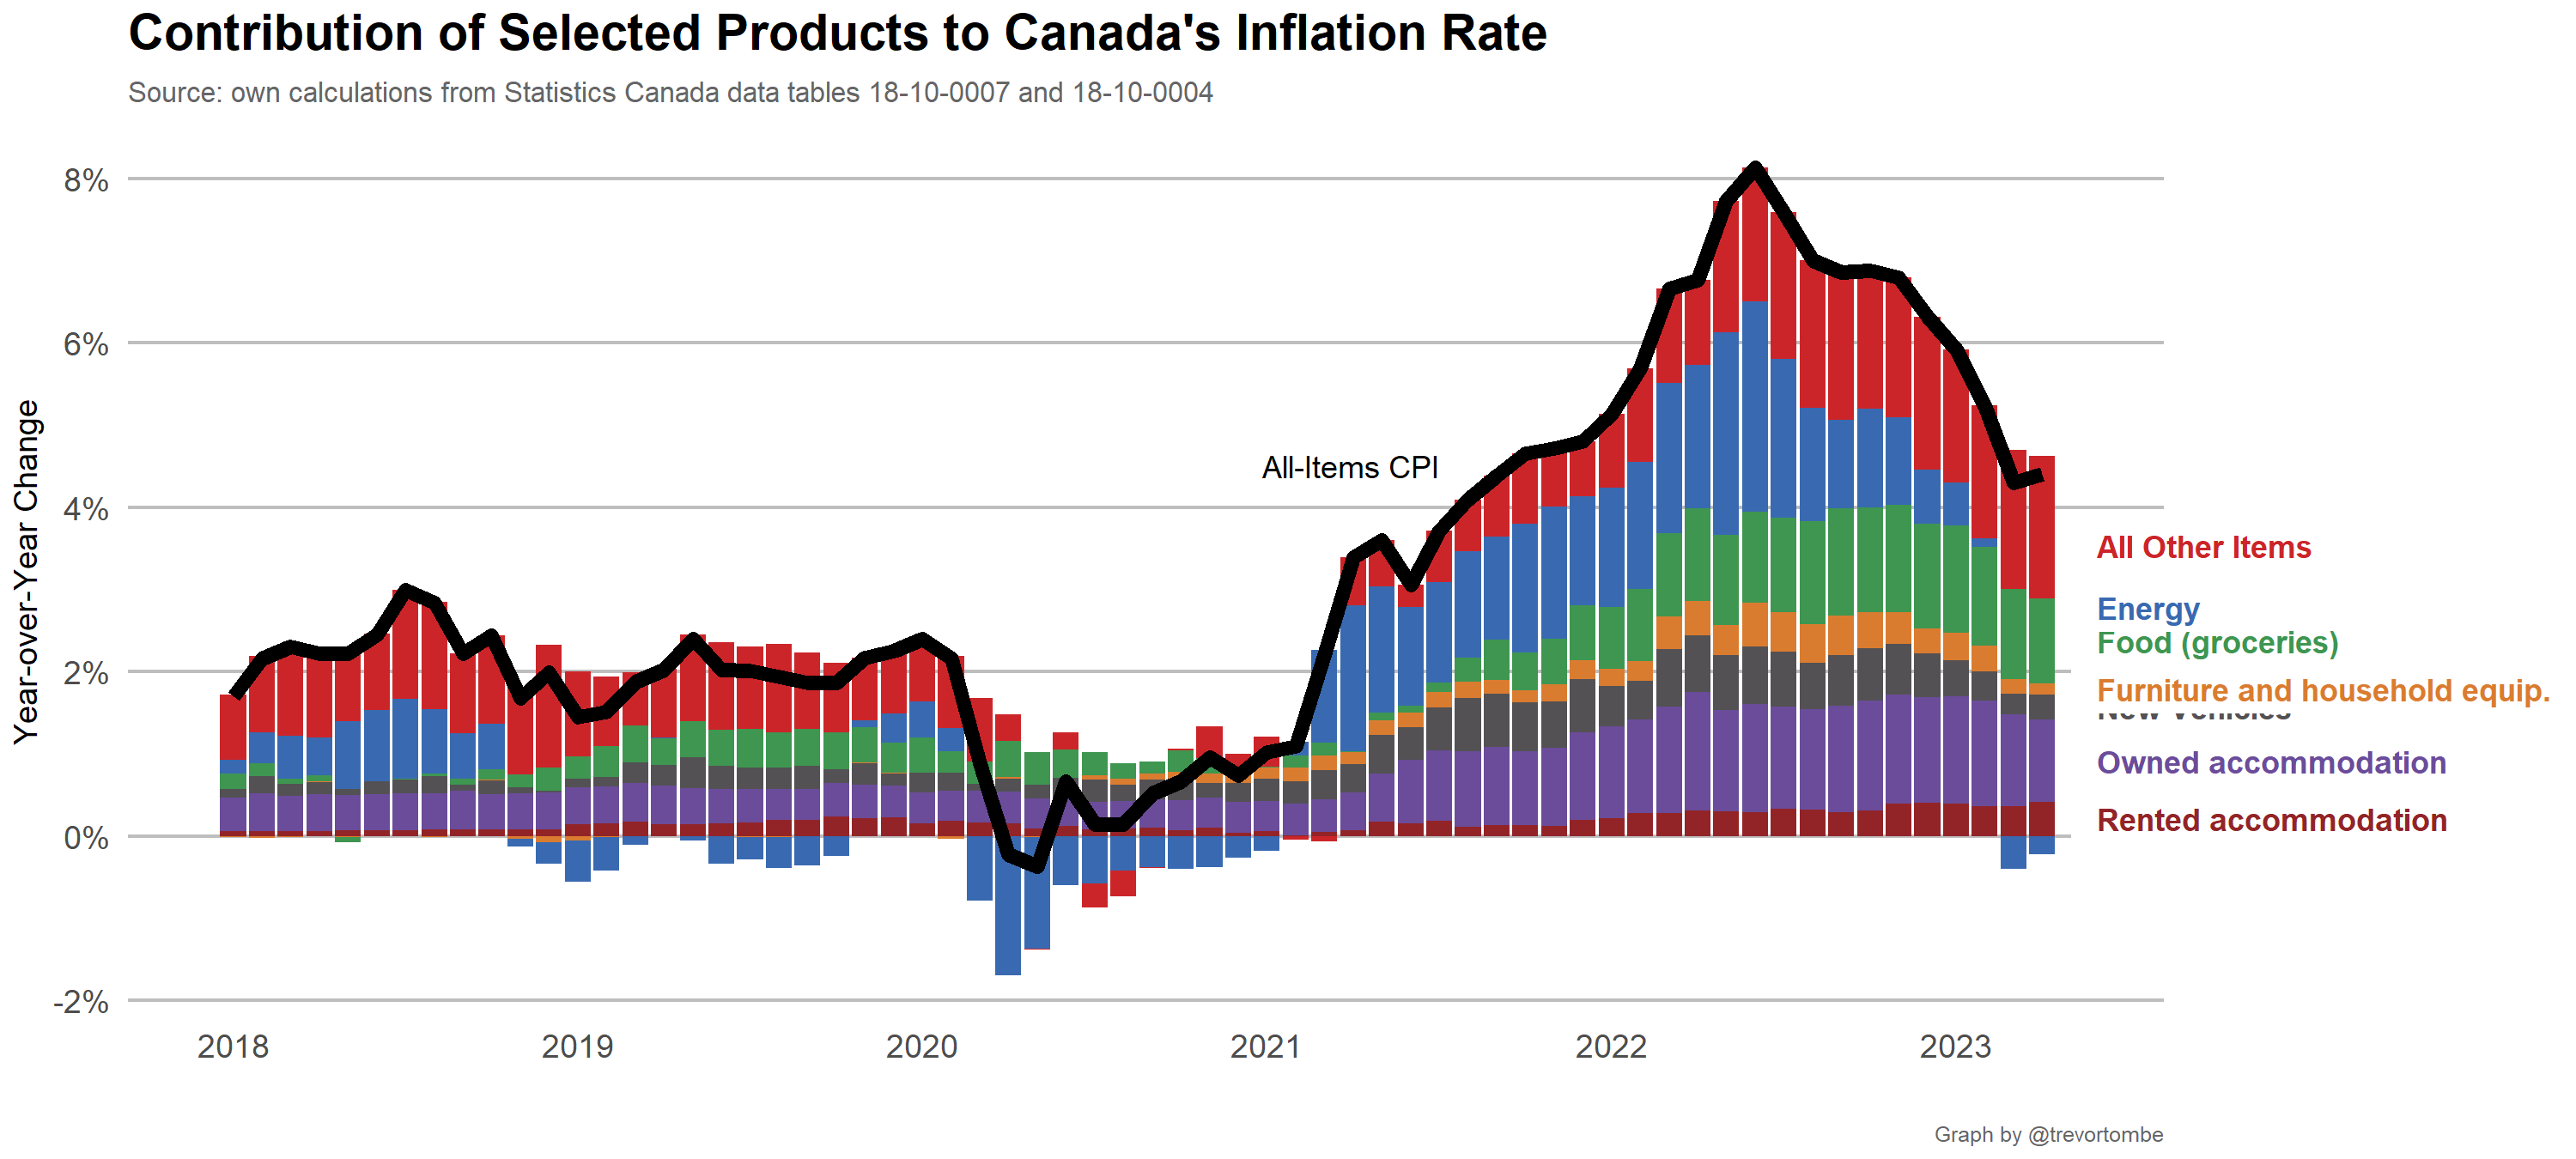 Contribution of Selected Products to Canada's Inflation Rate
Source: own calculations from Statistics Canada data tables 18-10-0007 and 18-10-0004
Year-over-Year Change
8%
6%
4%
2%
0%
-2%
All-Items CPI
All Other Items
Energy
Food (groceries)
Furniture and household equip.
New Vehicles
Owned accommodation
Rented accommodation
2018 2019 2020 2021 2022 2023
Graph by @trevortombe